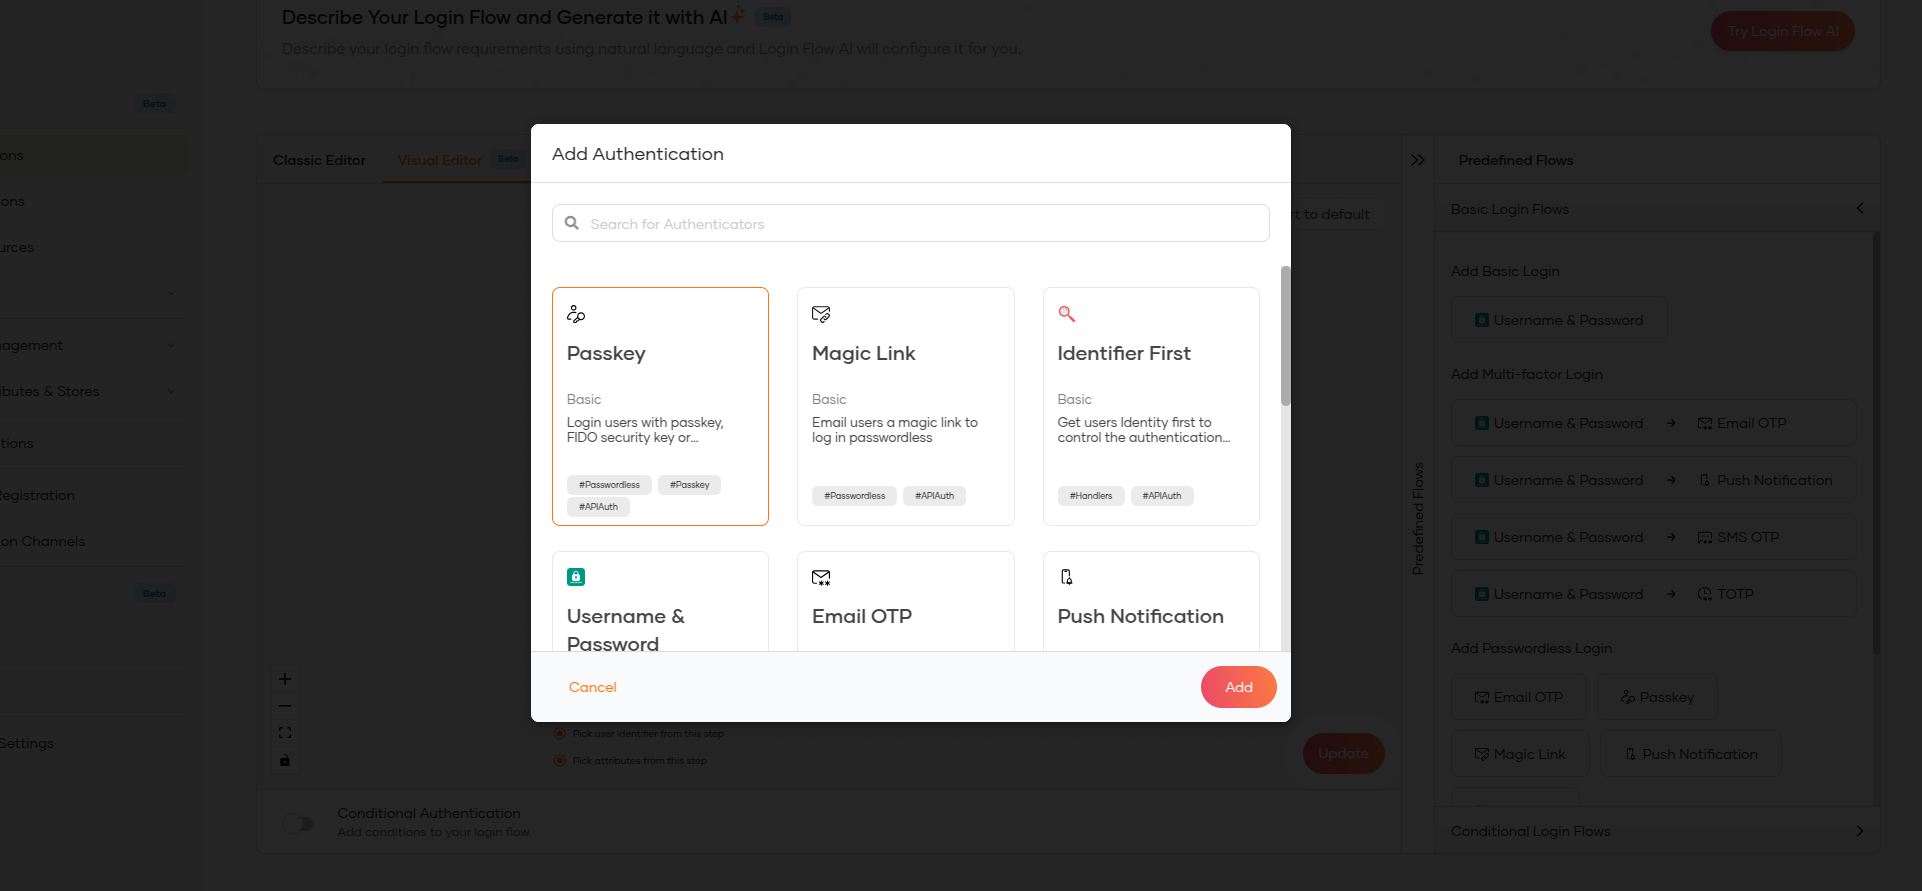 Describe Your Login Flow and Generate it with AI Beta
Describe your login flow requirements using natural language and Login Flow AI will configure it for you.
Try Login Flow AI
Beta
ons
ons
urces
nagement
ibutes & Stores
tions
Registration
on Channels
Beta
Settings
Classic Editor
Visual Editor Beta
rt to default
Add Authentication
Search for Authenticators
Passkey
Basic
Login users with passkey,
FIDO security key or...
#Passwordless #Passkey
#APIAuth
Magic Link
Basic
Email users a magic link to
log in passwordless
#Passwordless #APIAuth
Identifier First
Basic
Get users Identity first to
control the authentication...
#Handlers #APIAuth
Username &
Password
Email OTP
Push Notification
Cancel
Add
Pick user identifier from this step
Pick attributes from this step
Update
Conditional Authentication
Add conditions to your login flow.
Predefined Flows
Predefined Flows
Basic Login Flows
Add Basic Login
Username & Password
Add Multi-factor Login
Username & Password → Email OTP
Username & Password → Push Notification
Username & Password → SMS OTP
Username & Password → TOTP
Add Passwordless Login
Email OTP
Passkey
Magic Link
Push Notification
Conditional Login Flows